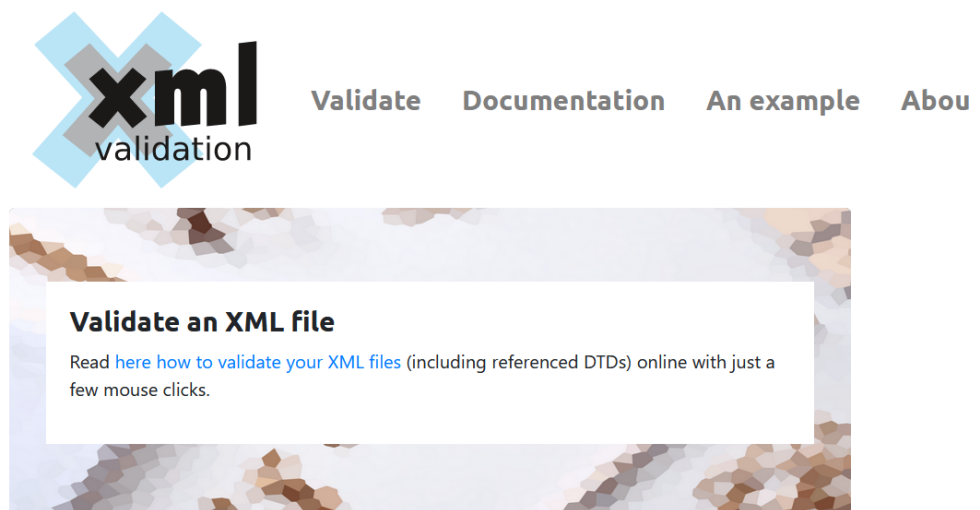 xml
validation
Validate Documentation An example Abou
Validate an XML file
Read here how to validate your XML files (including referenced DTDs) online with just a
few mouse clicks.